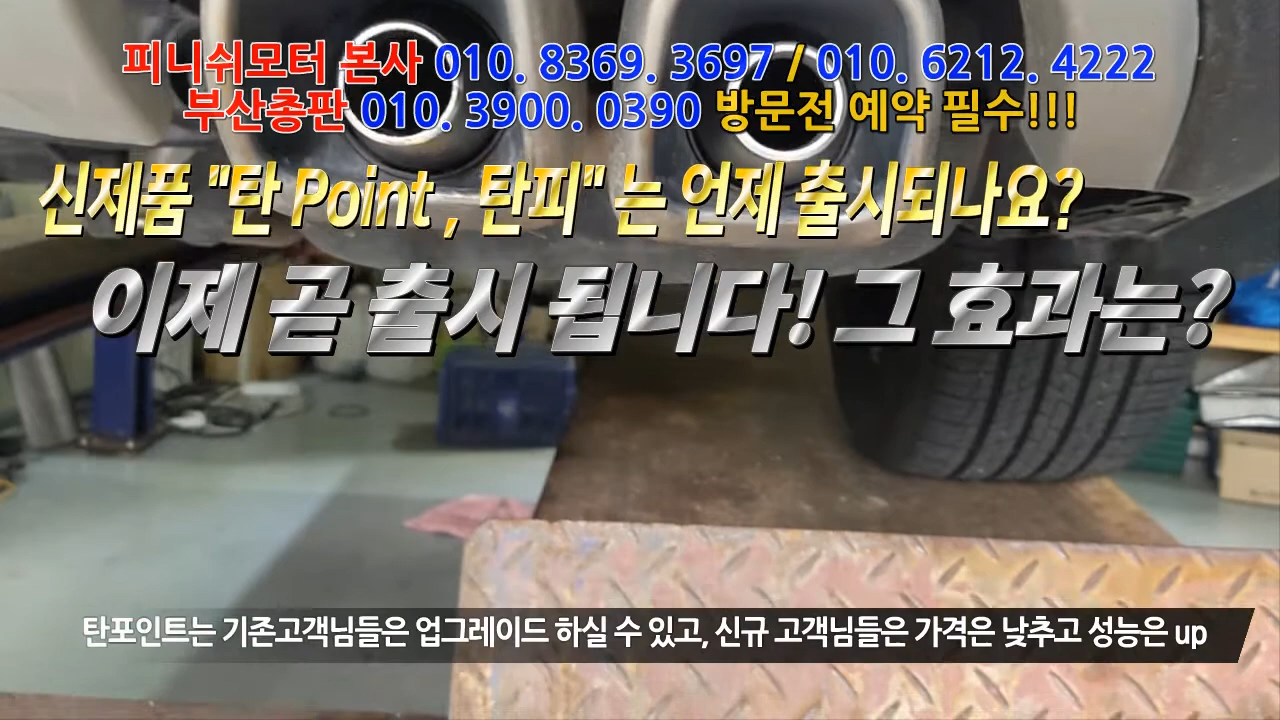 피니쉬모터 본사 010. 8369. 3697 / 010. 6212. 4222
부산총판 010. 3900. 0390 방문전 예약 필수!!!
신제품 "탄 Point , 탄피" 는 언제 출시되나요?
이제 곧 출시 됩니다! 그 효과는?
탄포인트는 기존고객님들은 업그레이드 하실 수 있고, 신규 고객님들은 가격은 낮추고 성능은 up